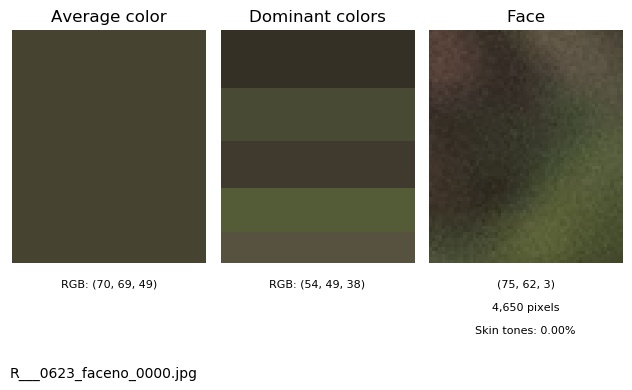 Average color
Dominant colors
Face
RGB: (70, 69, 49)
RGB: (54, 49, 38)
(75, 62, 3)
4,650 pixels
Skin tones: 0.00%
R___0623_faceno_0000.jpg